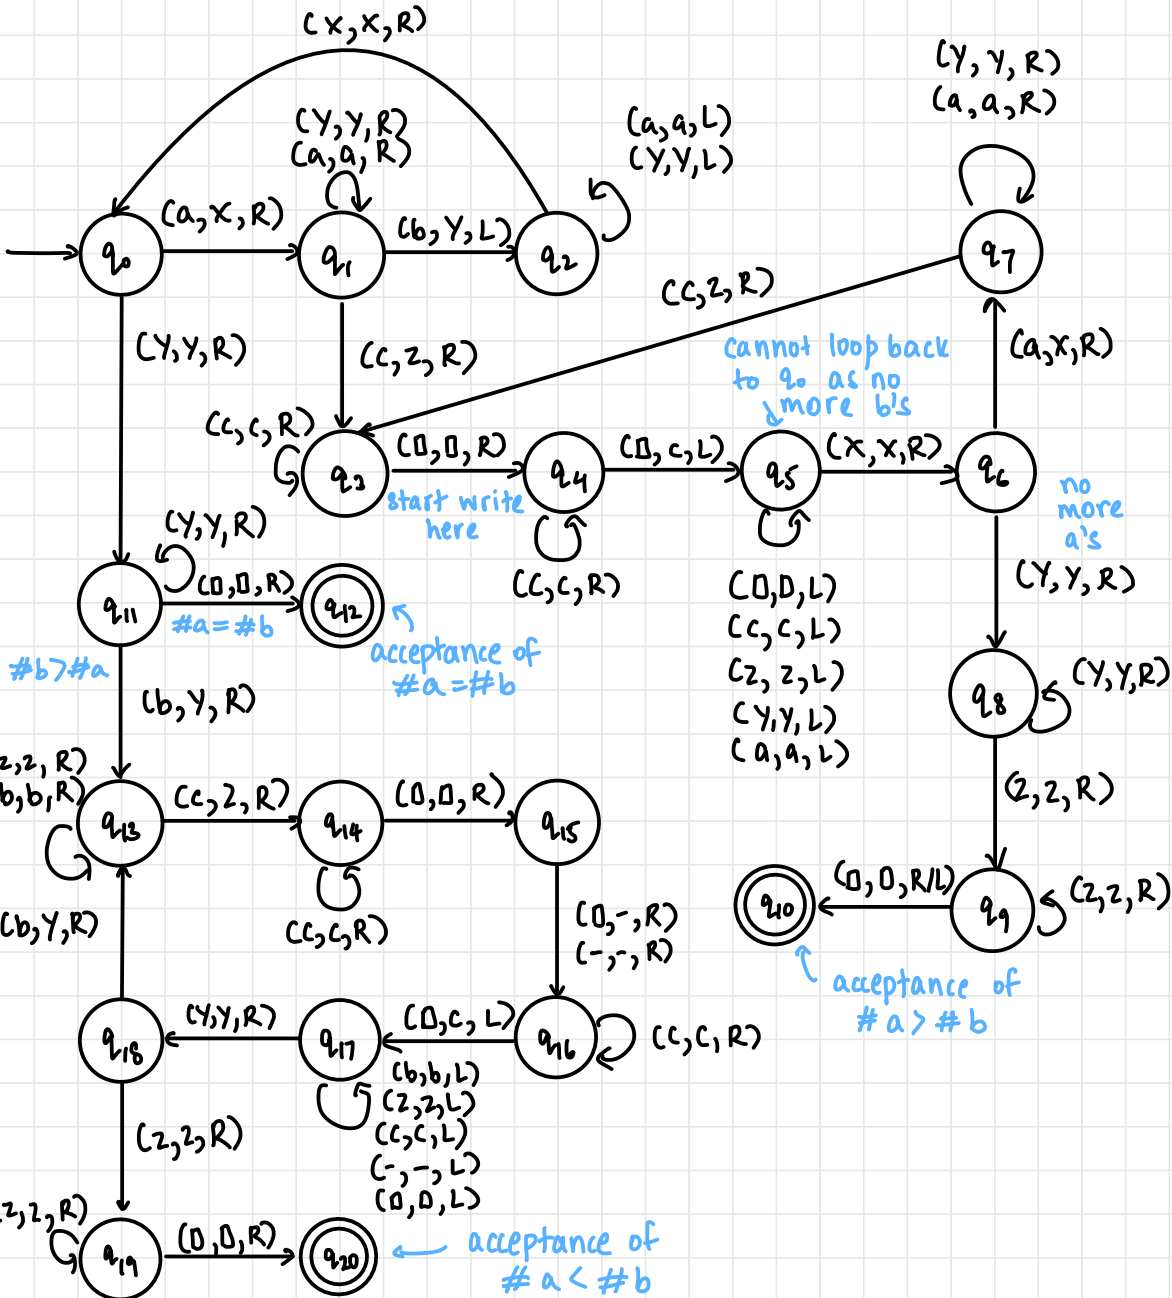 (x, x, R)
(Y, Y, R)
(a, a, R)
(Y, Y, R)
(a, a, R)
(a, a, L)
(Y, Y, L)
(a, X, R)
(b, Y, L)
q0
q1
q2
q7
(c, z, R)
(Y, Y, R)
(c, z, R)
cannot loop back
to q0 as no
more b's
(a, X, R)
(c, c, R)
(□, □, R)
(□, c, L)
(X, X, R)
q3
q4
q5
q6
start write
here
no
more
a's
(Y, Y, R)
(c, c, R)
(Y, Y, R)
(□, □, R)
q11
q12
#a = #b
acceptance of
#a = #b
#b > #a
(□, □, L)
(c, c, L)
(z, z, L)
(Y, Y, L)
(a, a, L)
(Y, Y, R)
q8
(b, Y, R)
z, z, R)
b, b, R)
(c, z, R)
(□, □, R)
(z, z, R)
q13
q14
q15
(□, □, R/L)
(z, z, R)
q10
q9
(b, Y, R)
(c, c, R)
(□, -, R)
(-, -, R)
acceptance of
# a > # b
(Y, Y, R)
(□, c, L)
q18
q17
q16
(c, c, R)
(b, b, L)
(z, z, L)
(c, c, L)
(-, -, L)
(□, □, L)
(z, z, R)
z, z, R)
(□, □, R)
q19
q20
acceptance of
# a < # b